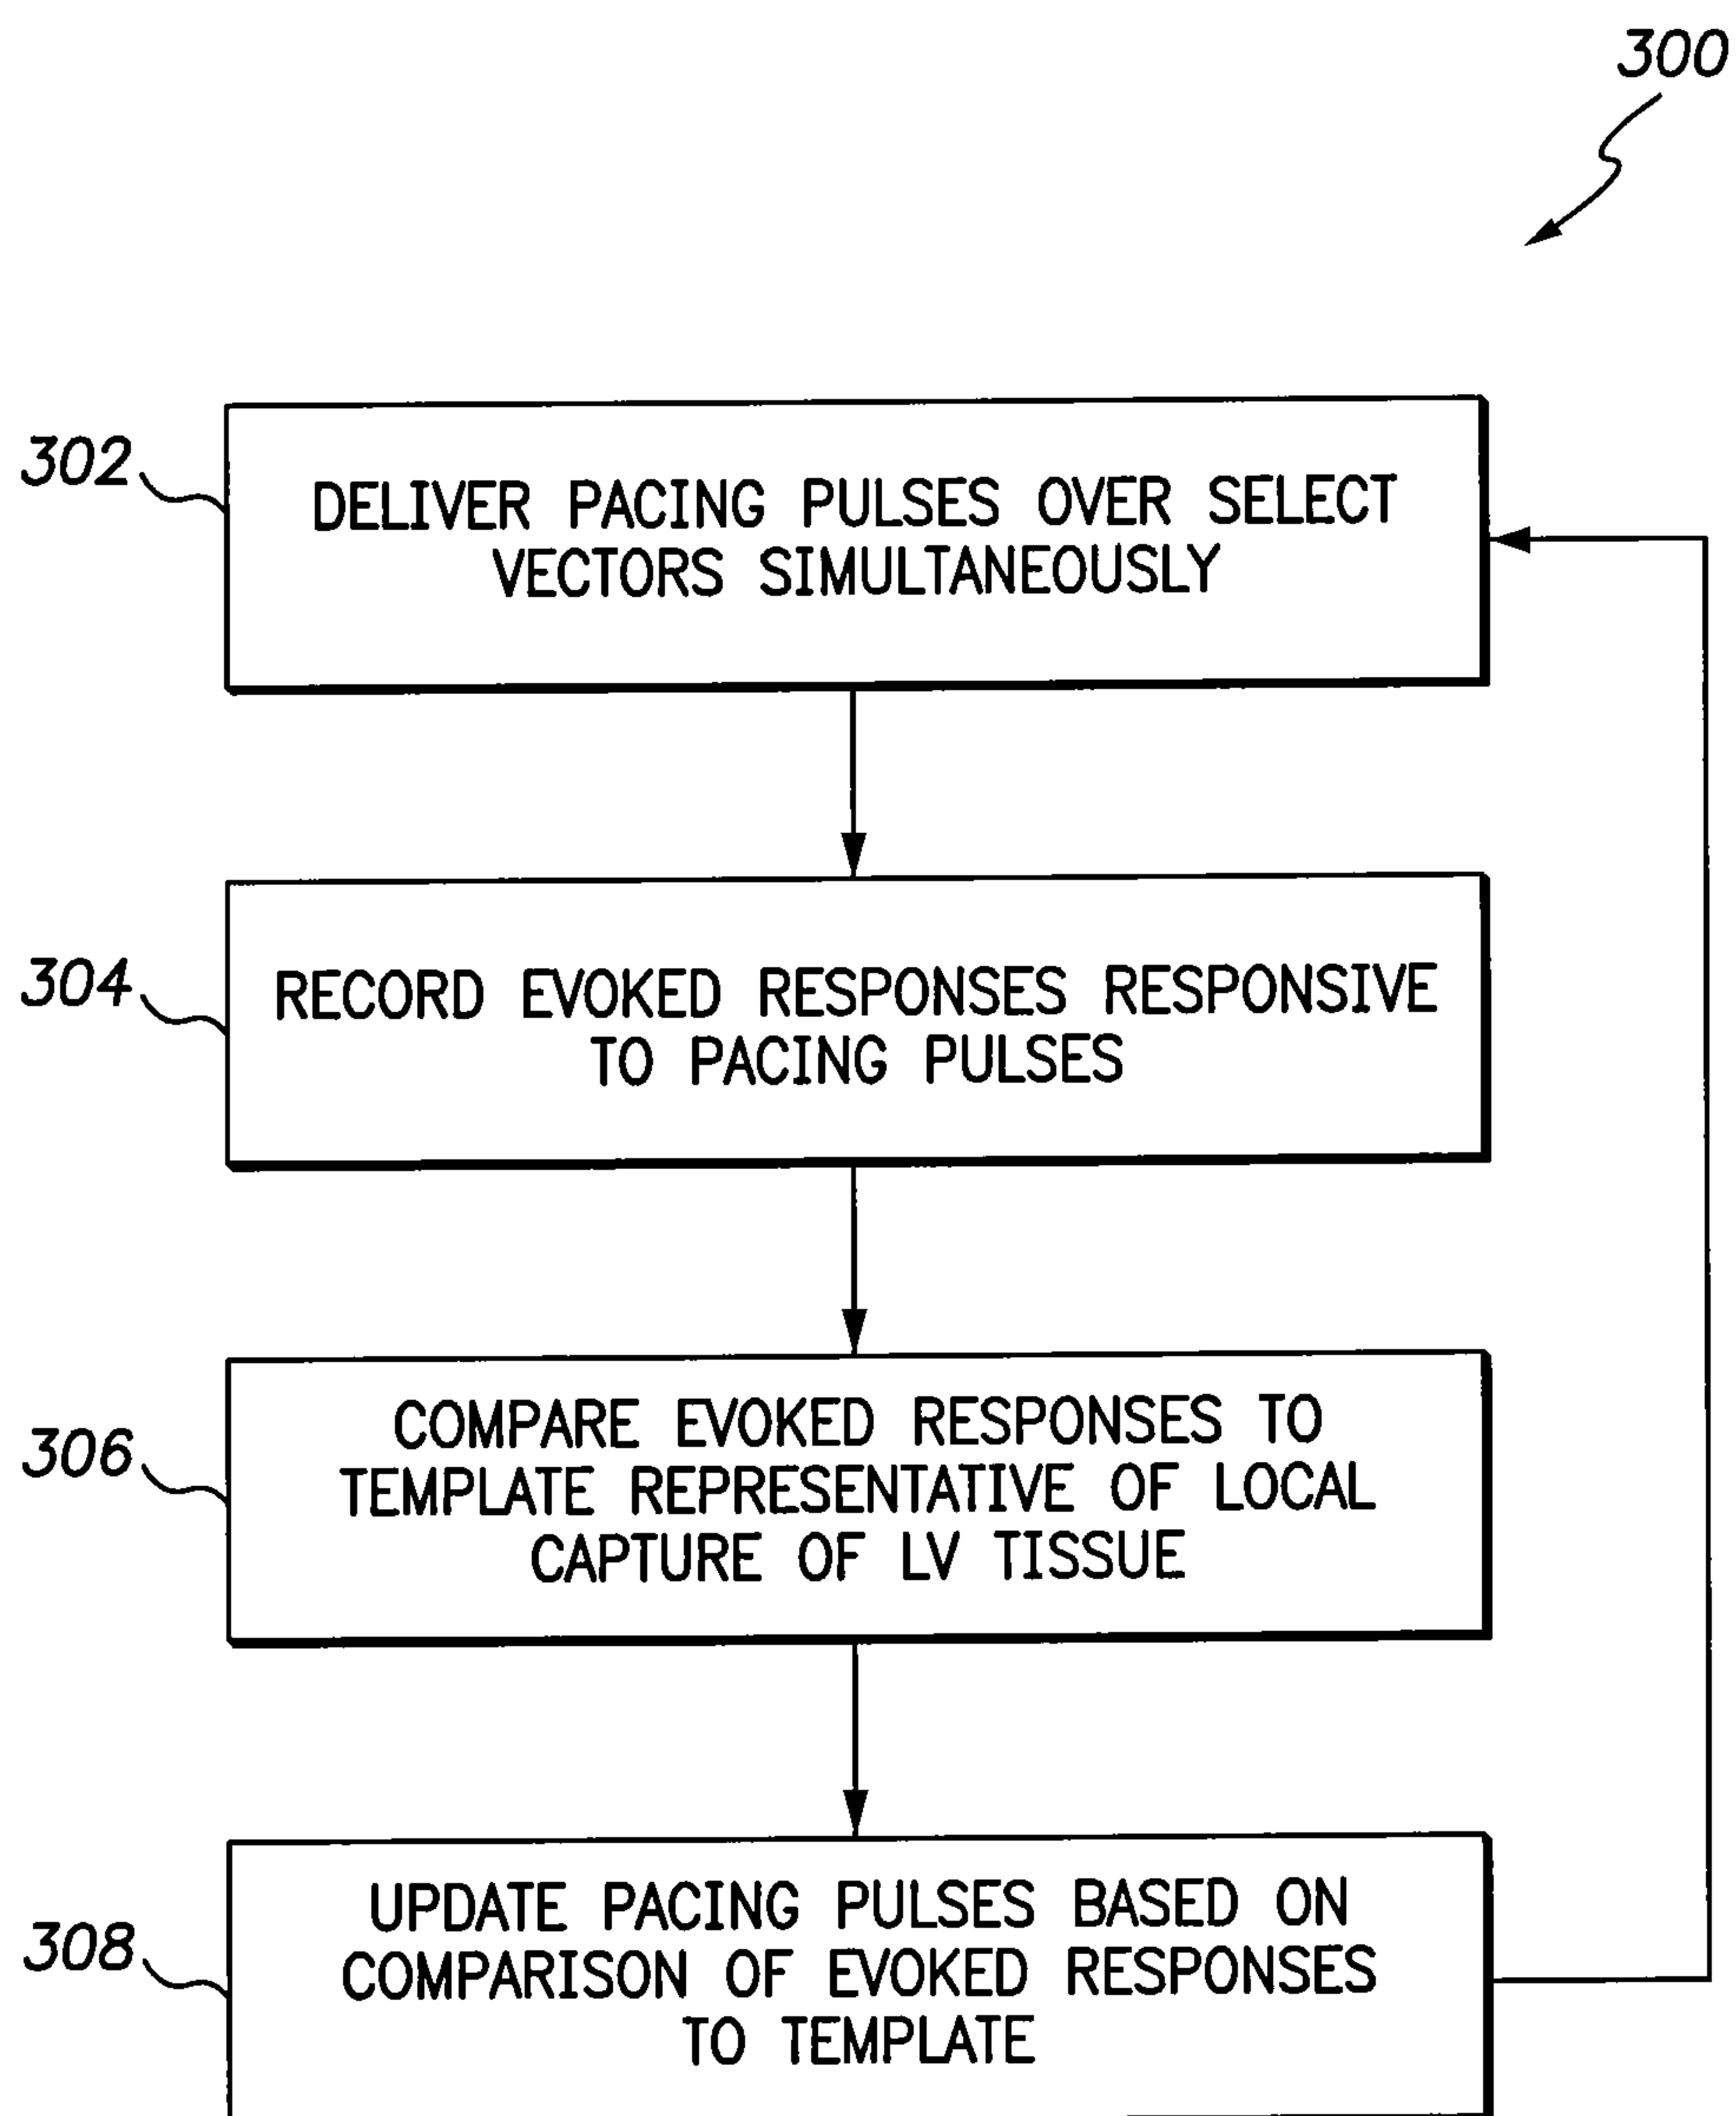 300
302
DELIVER PACING PULSES OVER SELECT
VECTORS SIMULTANEOUSLY
304
RECORD EVOKED RESPONSES RESPONSIVE
TO PACING PULSES
306
COMPARE EVOKED RESPONSES TO
TEMPLATE REPRESENTATIVE OF LOCAL
CAPTURE OF LV TISSUE
308
UPDATE PACING PULSES BASED ON
COMPARISON OF EVOKED RESPONSES
TO TEMPLATE